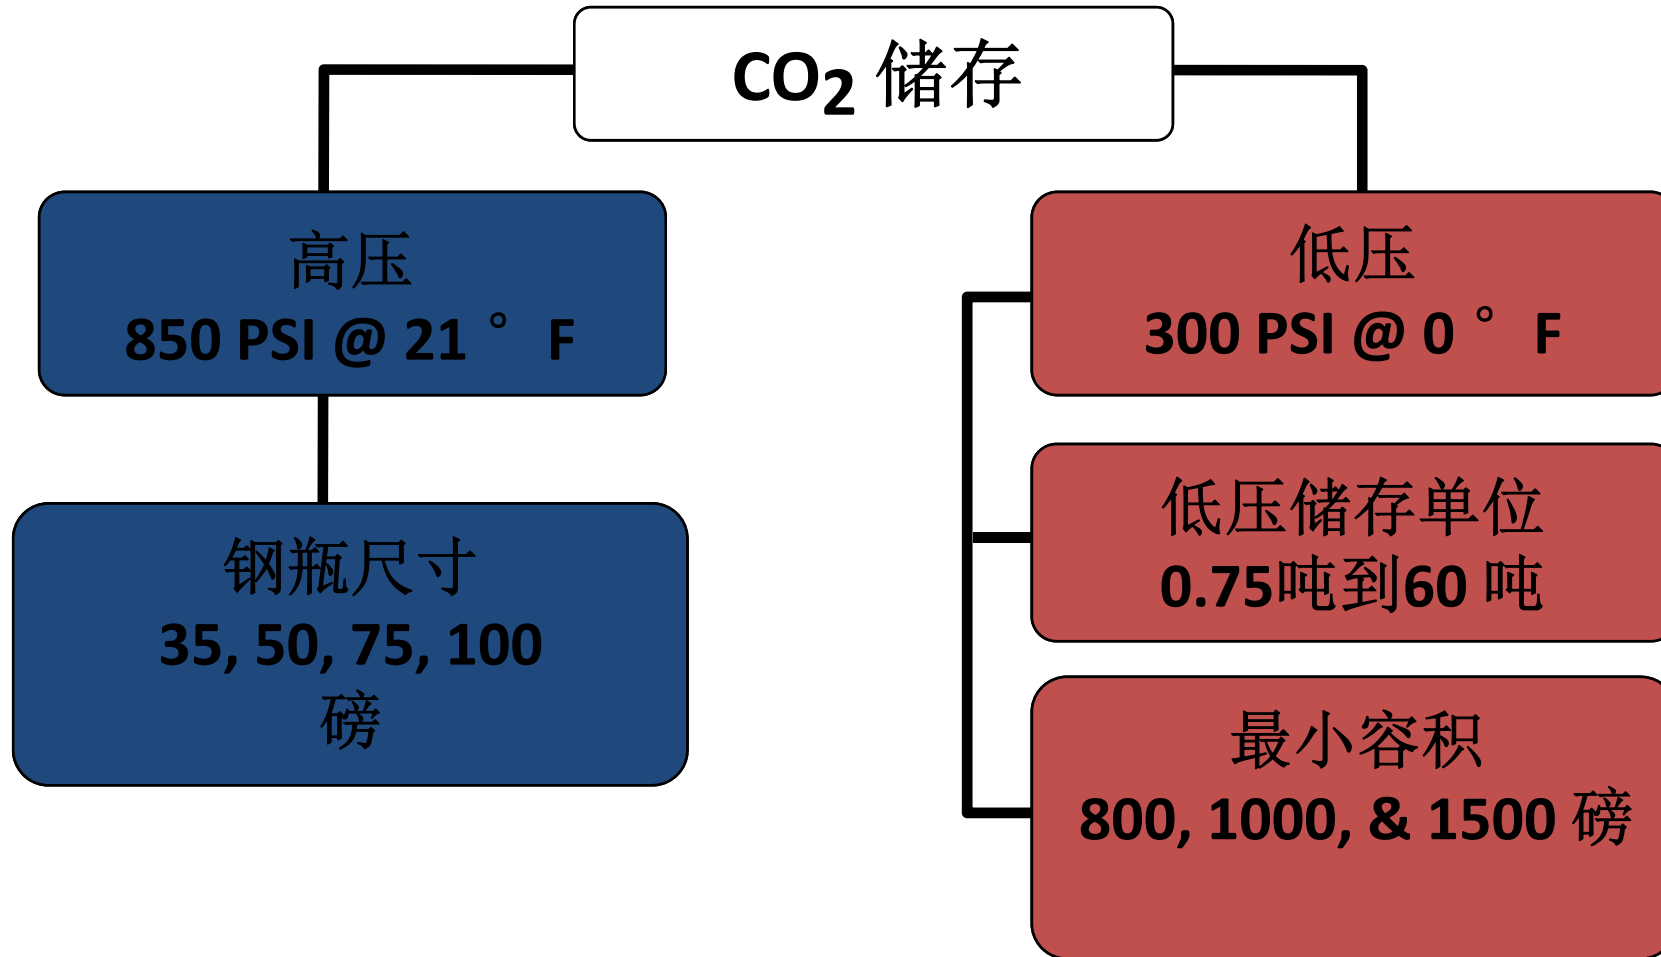 CO₂ 储存
高压
850 PSI @ 21 ° F
钢瓶尺寸
35, 50, 75, 100
磅
低压
300 PSI @ 0 ° F
低压储存单位
0.75吨到60 吨
最小容积
800, 1000, & 1500 磅